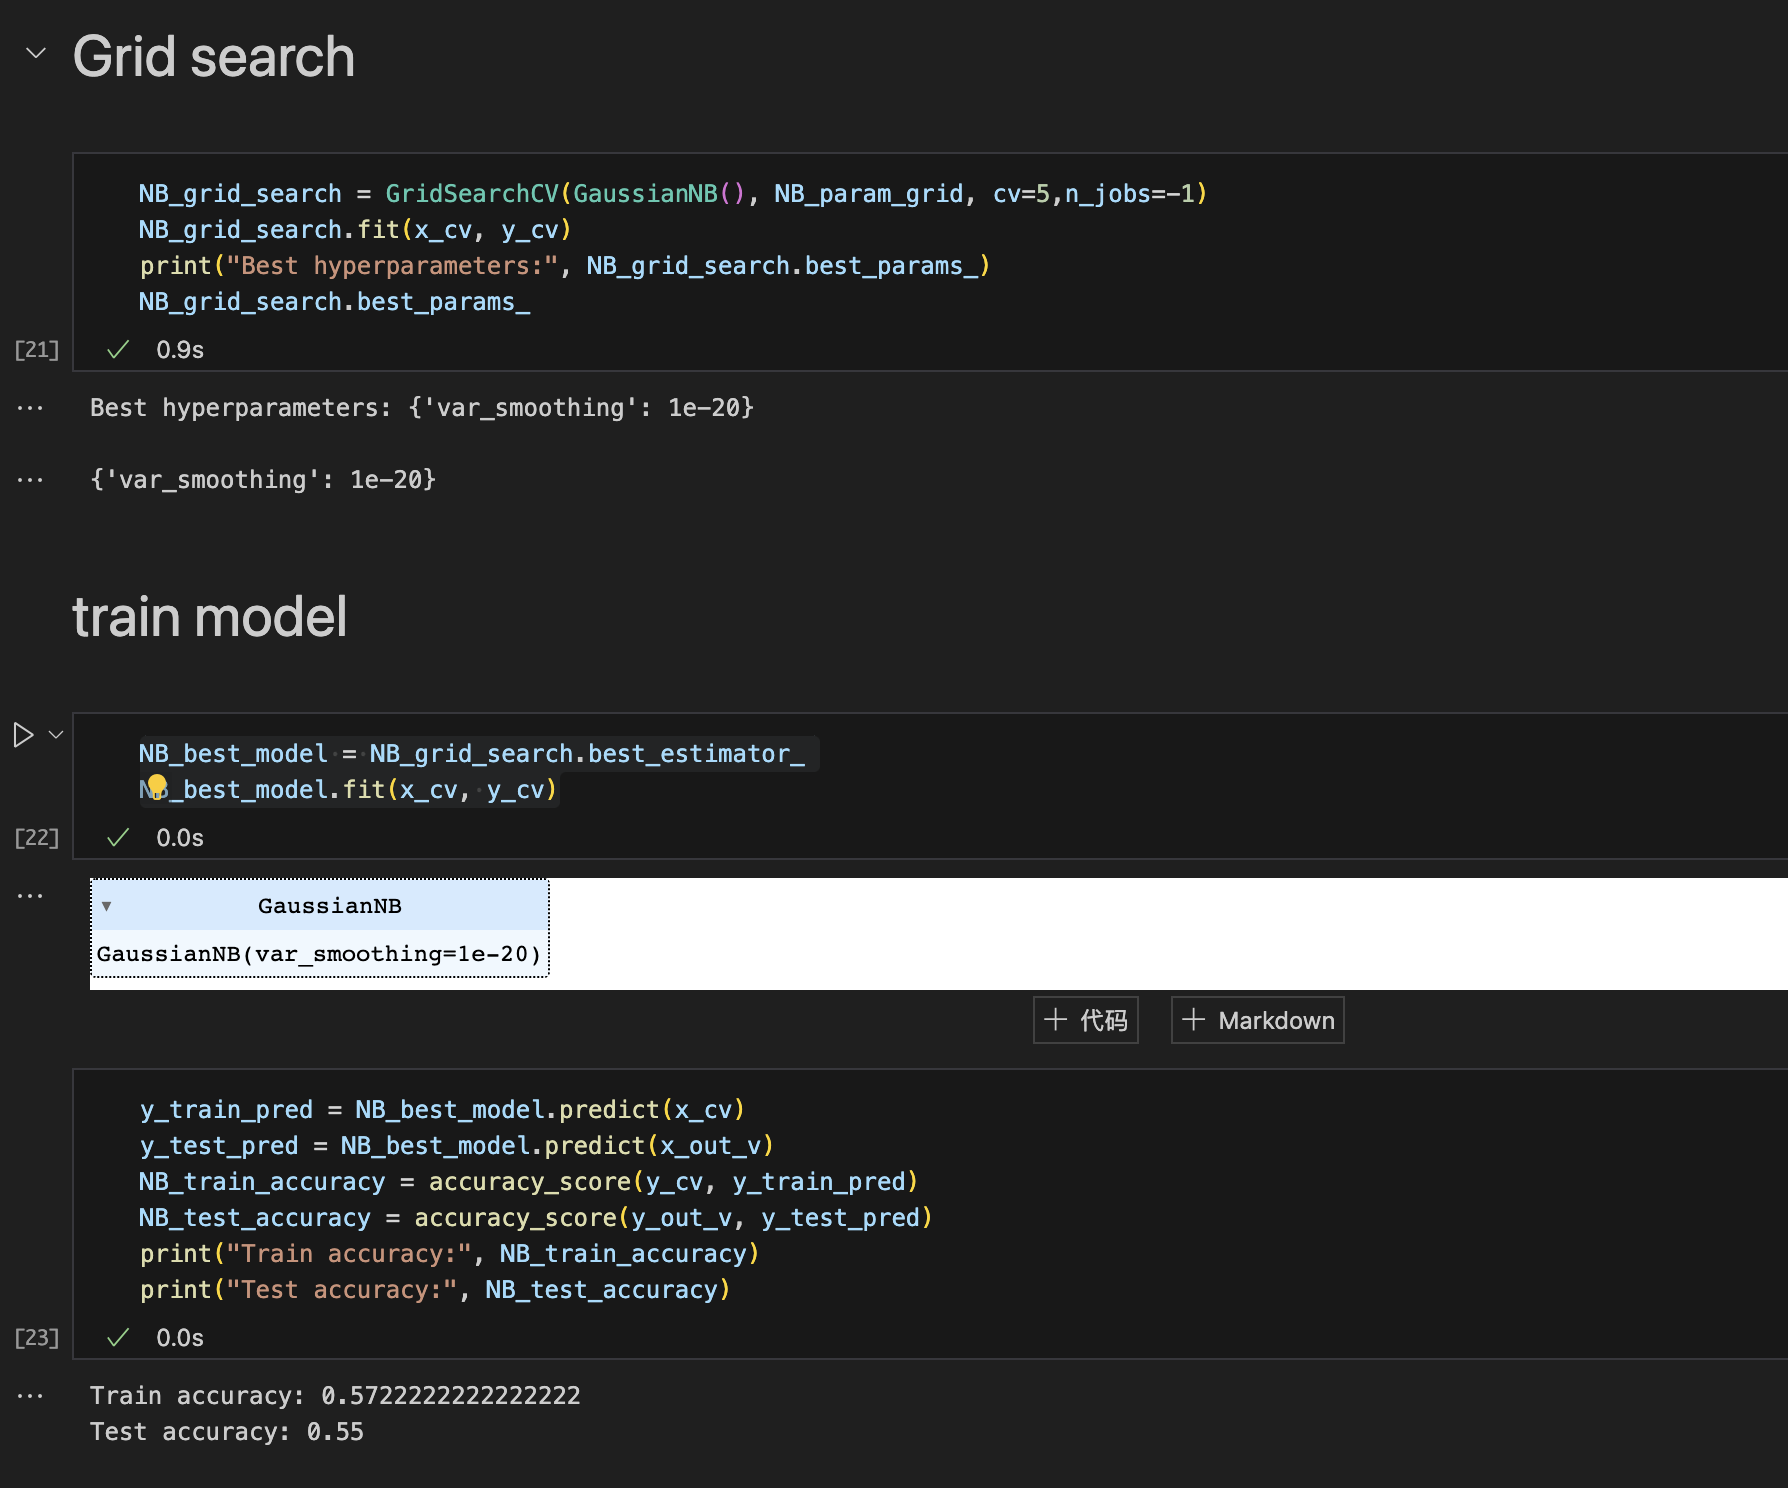 Grid search
NB_grid_search = GridSearchCV(GaussianNB(), NB_param_grid, cv=5,n_jobs=-1)
NB_grid_search.fit(x_cv, y_cv)
print("Best hyperparameters:", NB_grid_search.best_params_)
NB_grid_search.best_params_
[21] 0.9s
... Best hyperparameters: {'var_smoothing': 1e-20}
... {'var_smoothing': 1e-20}
train model
NB_best_model = NB_grid_search.best_estimator_
NB_best_model.fit(x_cv, y_cv)
[22] 0.0s
... GaussianNB
GaussianNB(var_smoothing=1e-20)
+ 代码 + Markdown
y_train_pred = NB_best_model.predict(x_cv)
y_test_pred = NB_best_model.predict(x_out_v)
NB_train_accuracy = accuracy_score(y_cv, y_train_pred)
NB_test_accuracy = accuracy_score(y_out_v, y_test_pred)
print("Train accuracy:", NB_train_accuracy)
print("Test accuracy:", NB_test_accuracy)
[23] 0.0s
... Train accuracy: 0.5722222222222222
Test accuracy: 0.55